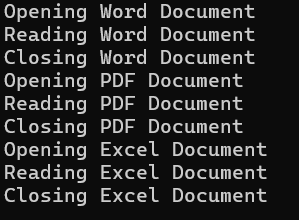 Opening Word Document
Reading Word Document
Closing Word Document
Opening PDF Document
Reading PDF Document
Closing PDF Document
Opening Excel Document
Reading Excel Document
Closing Excel Document